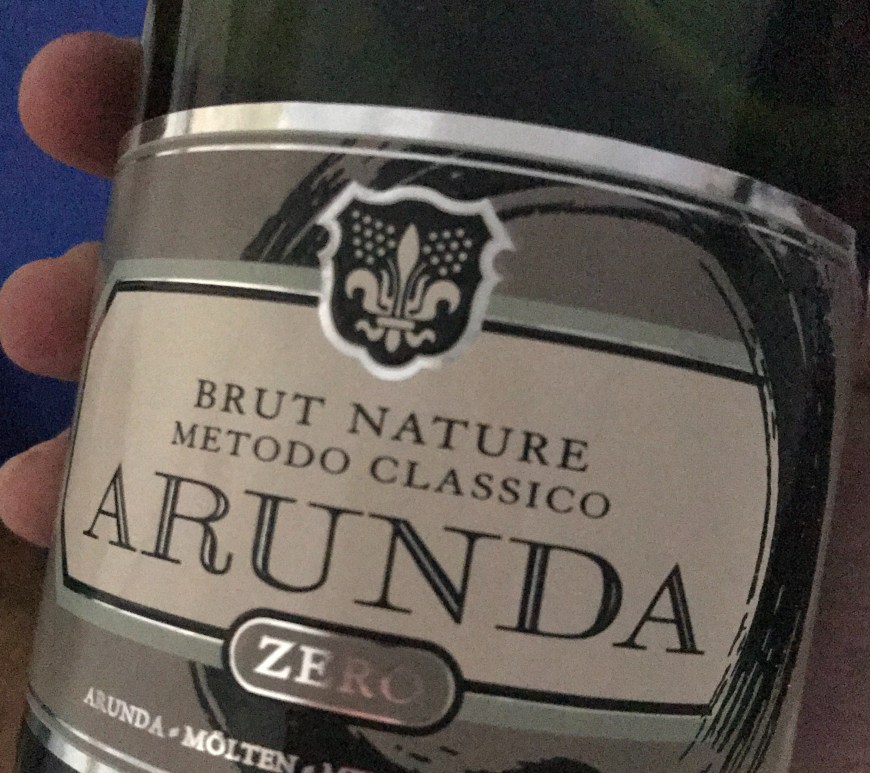 BRUT NATURE
METODO CLASSICO
ARUNDA
ZERO
ARUNDA • MÖLTEN •